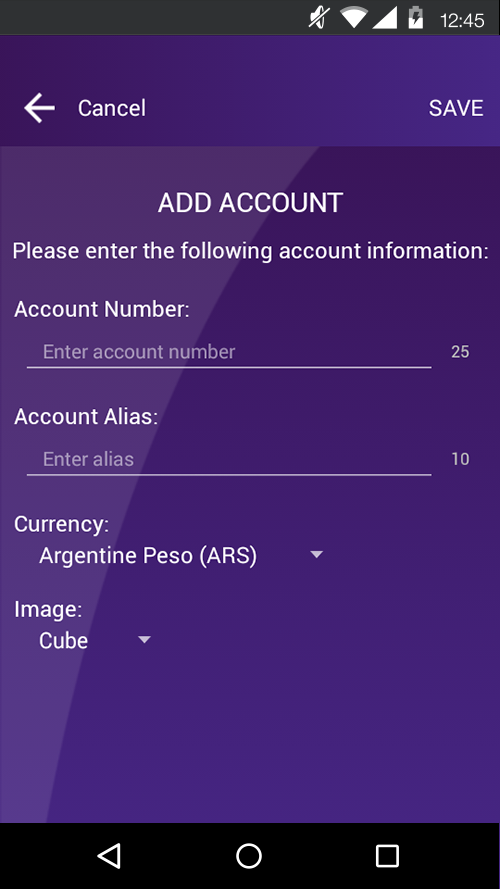 12:45
Cancel SAVE
ADD ACCOUNT
Please enter the following account information:
Account Number:
Enter account number 25
Account Alias:
Enter alias 10
Currency:
Argentine Peso (ARS)
Image:
Cube